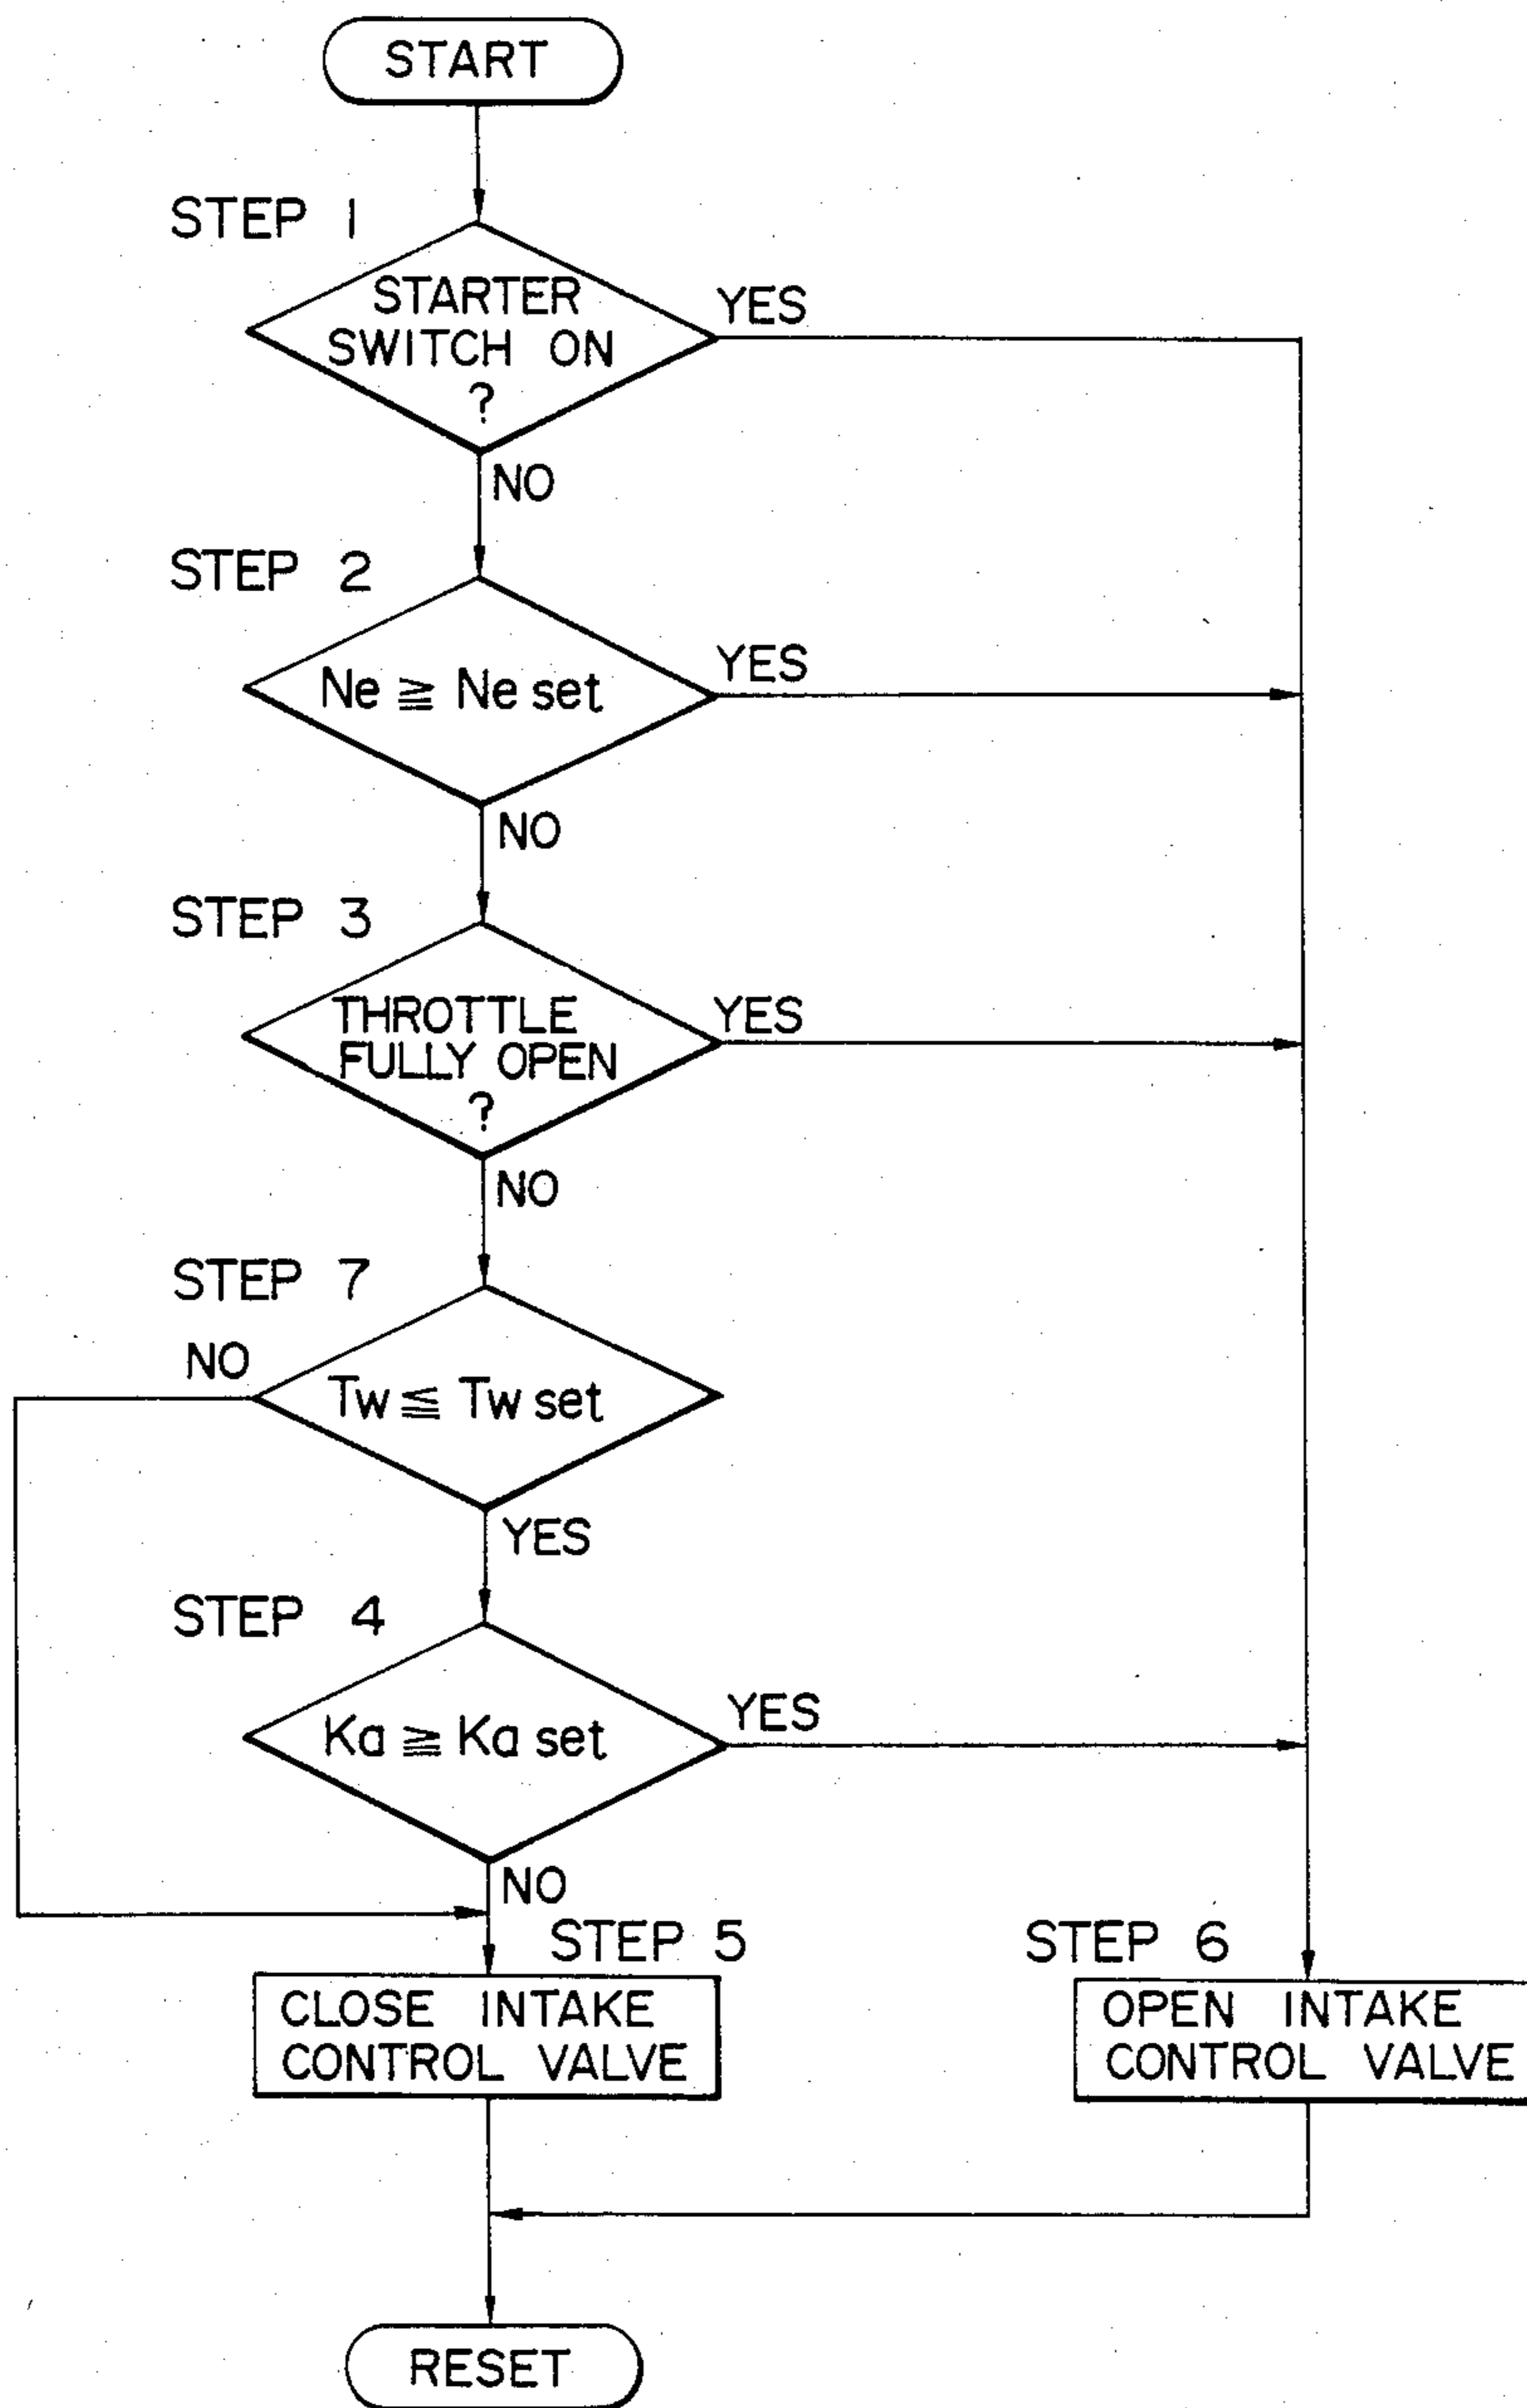 START
STEP 1
STARTER
SWITCH ON
?
YES
NO
STEP 2
Ne ≧ Ne set
YES
NO
STEP 3
THROTTLE
FULLY OPEN
?
YES
NO
STEP 7
NO
Tw ≦ Tw set
YES
STEP 4
Ka ≧ Ka set
YES
NO
STEP 5
STEP 6
CLOSE INTAKE
CONTROL VALVE
OPEN INTAKE
CONTROL VALVE
RESET